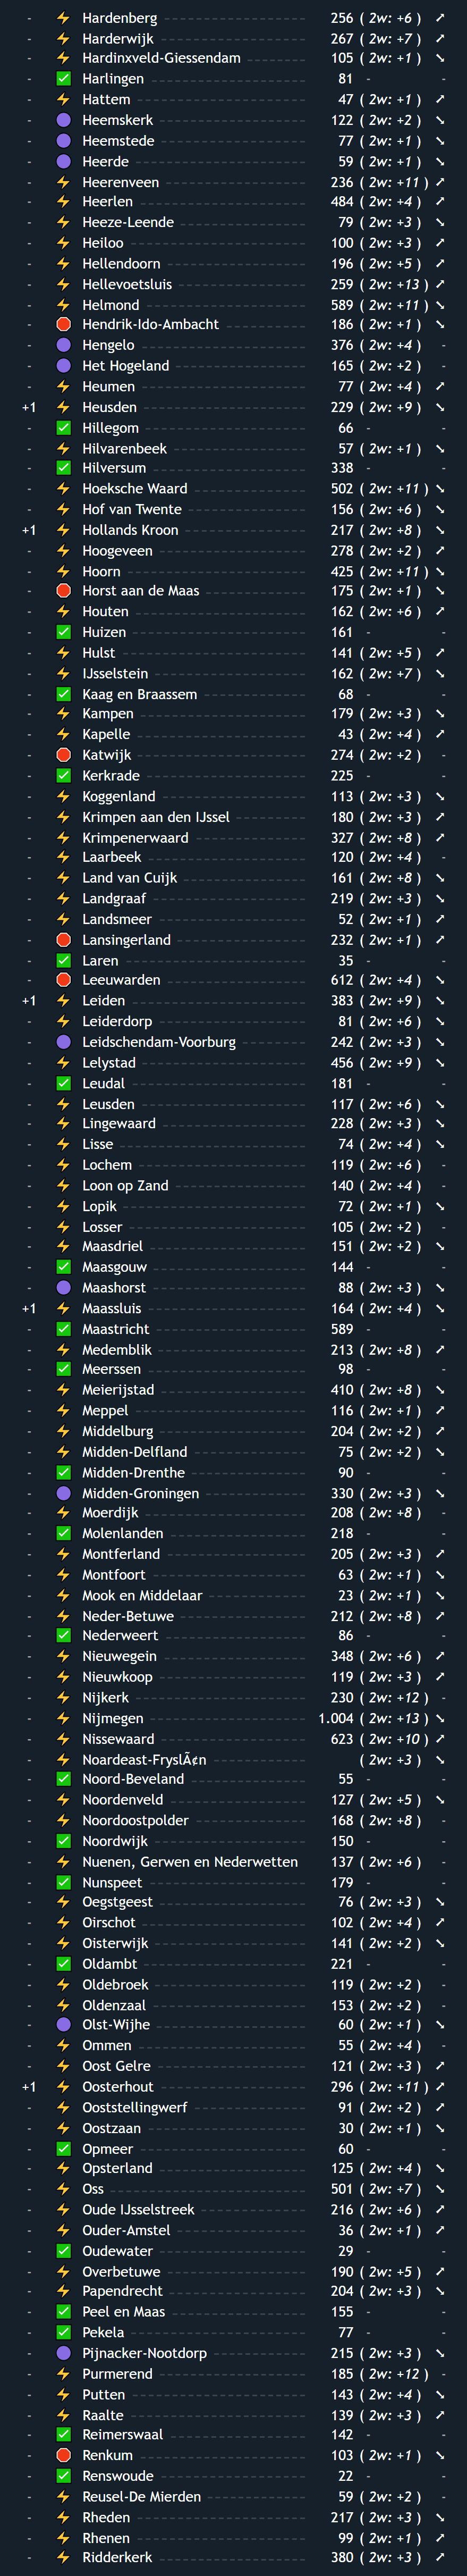 - ⚡ Hardenberg 256 ( 2w: +6 ) ↗
- ⚡ Harderwijk 267 ( 2w: +7 ) ↗
- ⚡ Hardinxveld-Giessendam 105 ( 2w: +1 ) ↘
- ✅ Harlingen 81 - -
- ⚡ Hattem 47 ( 2w: +1 ) ↗
- 🟣 Heemskerk 122 ( 2w: +2 ) ↘
- 🟣 Heemstede 77 ( 2w: +1 ) ↘
- 🟣 Heerde 59 ( 2w: +1 ) ↘
- ⚡ Heerenveen 236 ( 2w: +11 ) ↗
- ⚡ Heerlen 484 ( 2w: +4 ) ↗
- ⚡ Heeze-Leende 79 ( 2w: +3 ) ↘
- ⚡ Heiloo 100 ( 2w: +3 ) ↗
- ⚡ Hellendoorn 196 ( 2w: +5 ) ↗
- ⚡ Hellevoetsluis 259 ( 2w: +13 ) ↗
- ⚡ Helmond 589 ( 2w: +11 ) ↘
- 🛑 Hendrik-Ido-Ambacht 186 ( 2w: +1 ) ↘
- 🟣 Hengelo 376 ( 2w: +4 ) -
- 🟣 Het Hogeland 165 ( 2w: +2 ) -
- ⚡ Heumen 77 ( 2w: +4 ) ↗
+1 ⚡ Heusden 229 ( 2w: +9 ) ↘
- ✅ Hillegom 66 - -
- ⚡ Hilvarenbeek 57 ( 2w: +1 ) ↘
- ✅ Hilversum 338 - -
- ⚡ Hoeksche Waard 502 ( 2w: +11 ) ↘
- ⚡ Hof van Twente 156 ( 2w: +6 ) ↘
+1 ⚡ Hollands Kroon 217 ( 2w: +8 ) ↘
- ⚡ Hoogeveen 278 ( 2w: +2 ) ↗
- ⚡ Hoorn 425 ( 2w: +11 ) ↘
- 🛑 Horst aan de Maas 175 ( 2w: +1 ) ↘
- ⚡ Houten 162 ( 2w: +6 ) ↗
- ✅ Huizen 161 - -
- ⚡ Hulst 141 ( 2w: +5 ) ↗
- ⚡ IJsselstein 162 ( 2w: +7 ) ↘
- ✅ Kaag en Braassem 68 - -
- ⚡ Kampen 179 ( 2w: +3 ) ↘
- ⚡ Kapelle 43 ( 2w: +4 ) ↗
- 🛑 Katwijk 274 ( 2w: +2 ) -
- ✅ Kerkrade 225 - -
- ⚡ Koggenland 113 ( 2w: +3 ) ↘
- ⚡ Krimpen aan den IJssel 180 ( 2w: +3 ) ↗
- ⚡ Krimpenerwaard 327 ( 2w: +8 ) ↗
- ⚡ Laarbeek 120 ( 2w: +4 ) -
- ⚡ Land van Cuijk 161 ( 2w: +8 ) ↘
- ⚡ Landgraaf 219 ( 2w: +3 ) ↘
- ⚡ Landsmeer 52 ( 2w: +1 ) ↗
- 🛑 Lansingerland 232 ( 2w: +1 ) ↗
- ✅ Laren 35 - -
- 🛑 Leeuwarden 612 ( 2w: +4 ) ↘
+1 ⚡ Leiden 383 ( 2w: +9 ) ↘
- ⚡ Leiderdorp 81 ( 2w: +6 ) ↘
- 🟣 Leidschendam-Voorburg 242 ( 2w: +3 ) ↘
- ⚡ Lelystad 456 ( 2w: +9 ) ↘
- ✅ Leudal 181 - -
- ⚡ Leusden 117 ( 2w: +6 ) ↘
- ⚡ Lingewaard 228 ( 2w: +3 ) ↘
- ⚡ Lisse 74 ( 2w: +4 ) ↘
- ⚡ Lochem 119 ( 2w: +6 ) -
- ⚡ Loon op Zand 140 ( 2w: +4 ) -
- ⚡ Lopik 72 ( 2w: +1 ) ↘
- ⚡ Losser 105 ( 2w: +2 ) -
- ⚡ Maasdriel 151 ( 2w: +2 ) ↘
- ✅ Maasgouw 144 - -
- 🟣 Maashorst 88 ( 2w: +3 ) ↘
+1 ⚡ Maassluis 164 ( 2w: +4 ) ↘
- ✅ Maastricht 589 - -
- ⚡ Medemblik 213 ( 2w: +8 ) ↗
- ✅ Meerssen 98 - -
- ⚡ Meierijstad 410 ( 2w: +8 ) ↘
- ⚡ Meppel 116 ( 2w: +1 ) ↗
- ⚡ Middelburg 204 ( 2w: +2 ) ↗
- ⚡ Midden-Delfland 75 ( 2w: +2 ) ↘
- ✅ Midden-Drenthe 90 - -
- 🟣 Midden-Groningen 330 ( 2w: +3 ) ↘
- ⚡ Moerdijk 208 ( 2w: +8 ) -
- ✅ Molenlanden 218 - -
- ⚡ Montferland 205 ( 2w: +3 ) ↗
- ⚡ Montfoort 63 ( 2w: +1 ) ↘
- ⚡ Mook en Middelaar 23 ( 2w: +1 ) ↘
- ⚡ Neder-Betuwe 212 ( 2w: +8 ) ↗
- ✅ Nederweert 86 - -
- ⚡ Nieuwegein 348 ( 2w: +6 ) ↗
- ⚡ Nieuwkoop 119 ( 2w: +3 ) ↗
- ⚡ Nijkerk 230 ( 2w: +12 ) -
- ⚡ Nijmegen 1.004 ( 2w: +13 ) ↘
- ⚡ Nissewaard 623 ( 2w: +10 ) ↗
- ⚡ Noardeast-FryslÃ¢n ( 2w: +3 ) ↘
- ✅ Noord-Beveland 55 - -
- ⚡ Noordenveld 127 ( 2w: +5 ) ↘
- ⚡ Noordoostpolder 168 ( 2w: +8 ) -
- ✅ Noordwijk 150 - -
- ⚡ Nuenen, Gerwen en Nederwetten 137 ( 2w: +6 ) -
- ✅ Nunspeet 179 - -
- ⚡ Oegstgeest 76 ( 2w: +3 ) ↘
- ⚡ Oirschot 102 ( 2w: +4 ) ↗
- ⚡ Oisterwijk 141 ( 2w: +2 ) ↘
- ✅ Oldambt 221 - -
- ⚡ Oldebroek 119 ( 2w: +2 ) -
- ⚡ Oldenzaal 153 ( 2w: +2 ) -
- 🟣 Olst-Wijhe 60 ( 2w: +1 ) ↘
- ⚡ Ommen 55 ( 2w: +4 ) -
- ⚡ Oost Gelre 121 ( 2w: +3 ) ↗
+1 ⚡ Oosterhout 296 ( 2w: +11 ) ↗
- ⚡ Ooststellingwerf 91 ( 2w: +2 ) ↗
- ⚡ Oostzaan 30 ( 2w: +1 ) ↘
- ✅ Opmeer 60 - -
- ⚡ Opsterland 125 ( 2w: +4 ) ↘
- ⚡ Oss 501 ( 2w: +7 ) ↘
- ⚡ Oude IJsselstreek 216 ( 2w: +6 ) ↗
- ⚡ Ouder-Amstel 36 ( 2w: +1 ) ↗
- ✅ Oudewater 29 - -
- ⚡ Overbetuwe 190 ( 2w: +5 ) ↗
- ⚡ Papendrecht 204 ( 2w: +3 ) ↘
- ✅ Peel en Maas 155 - -
- ✅ Pekela 77 - -
- 🟣 Pijnacker-Nootdorp 215 ( 2w: +3 ) ↘
- ⚡ Purmerend 185 ( 2w: +12 ) -
- ⚡ Putten 143 ( 2w: +4 ) ↘
- ⚡ Raalte 139 ( 2w: +3 ) ↗
- ✅ Reimerswaal 142 - -
- 🛑 Renkum 103 ( 2w: +1 ) ↘
- ✅ Renswoude 22 - -
- ⚡ Reusel-De Mierden 59 ( 2w: +2 ) -
- ⚡ Rheden 217 ( 2w: +3 ) ↘
- ⚡ Rhenen 99 ( 2w: +1 ) ↗
- ⚡ Ridderkerk 380 ( 2w: +3 ) ↗